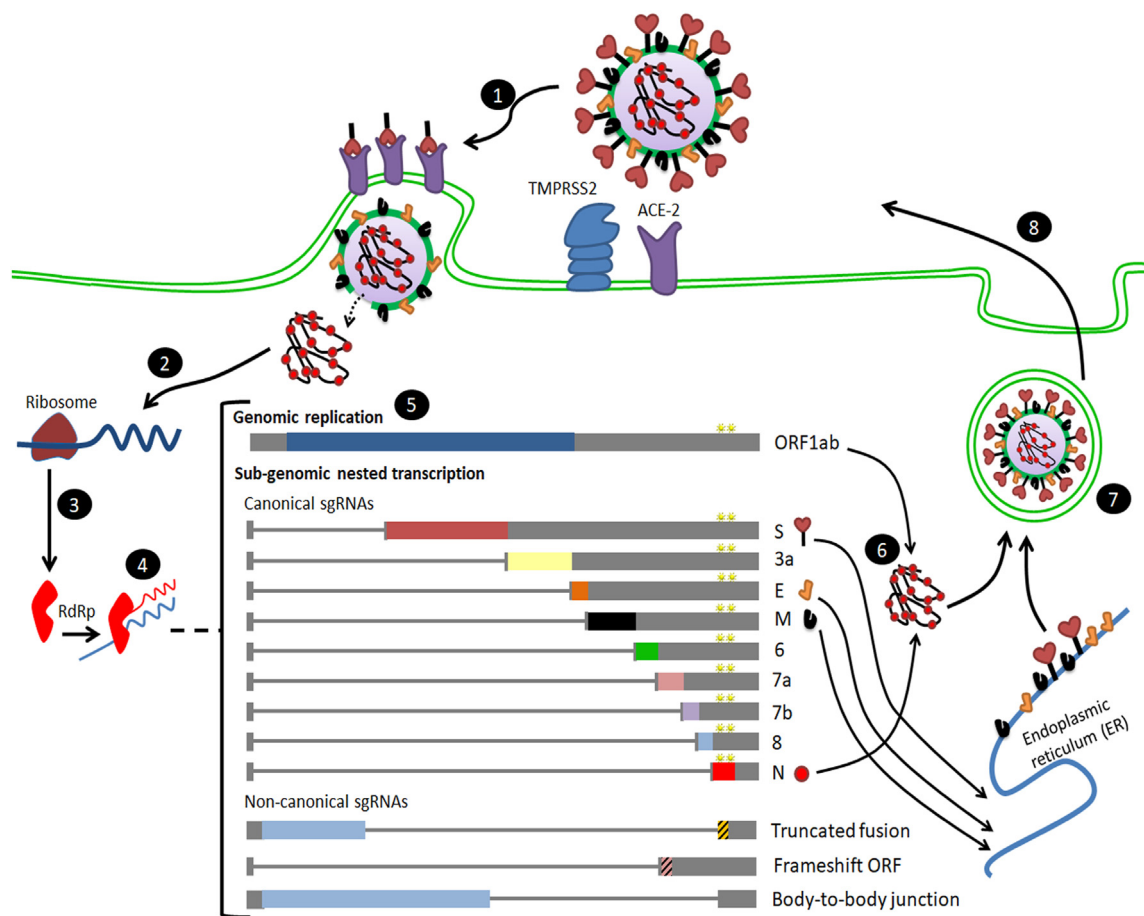 1
TMPRSS2
ACE-2
8
2
Ribosome
5
Genomic replication
ORF1ab
Sub-genomic nested transcription
3
Canonical sgRNAs
7
S
3a
4
6
E
RdRp
M
6
7a
7b
8
Endoplasmic
reticulum (ER)
N
Non-canonical sgRNAs
Truncated fusion
Frameshift ORF
Body-to-body junction